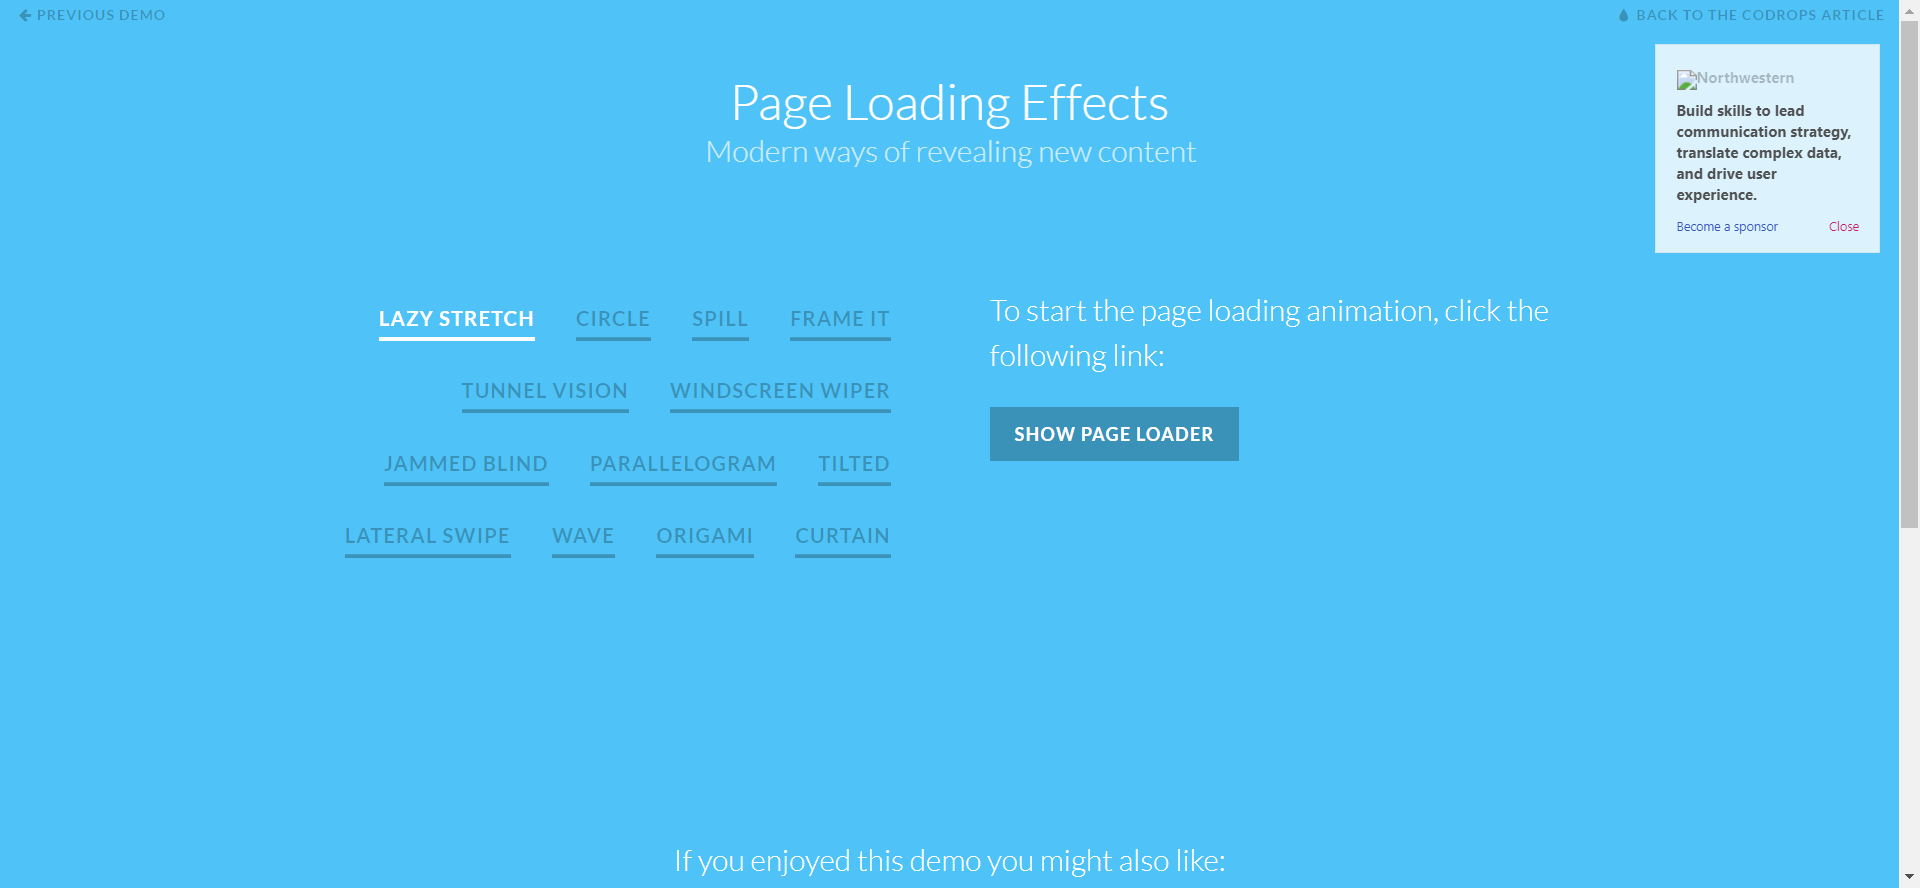 PREVIOUS DEMO
BACK TO THE CODROPS ARTICLE
Page Loading Effects
Modern ways of revealing new content
Northwestern
Build skills to lead
communication strategy,
translate complex data,
and drive user
experience.
Become a sponsor Close
LAZY STRETCH CIRCLE SPILL FRAME IT
TUNNEL VISION WINDSCREEN WIPER
JAMMED BLIND PARALLELOGRAM TILTED
LATERAL SWIPE WAVE ORIGAMI CURTAIN
To start the page loading animation, click the
following link:
SHOW PAGE LOADER
If you enjoyed this demo you might also like: